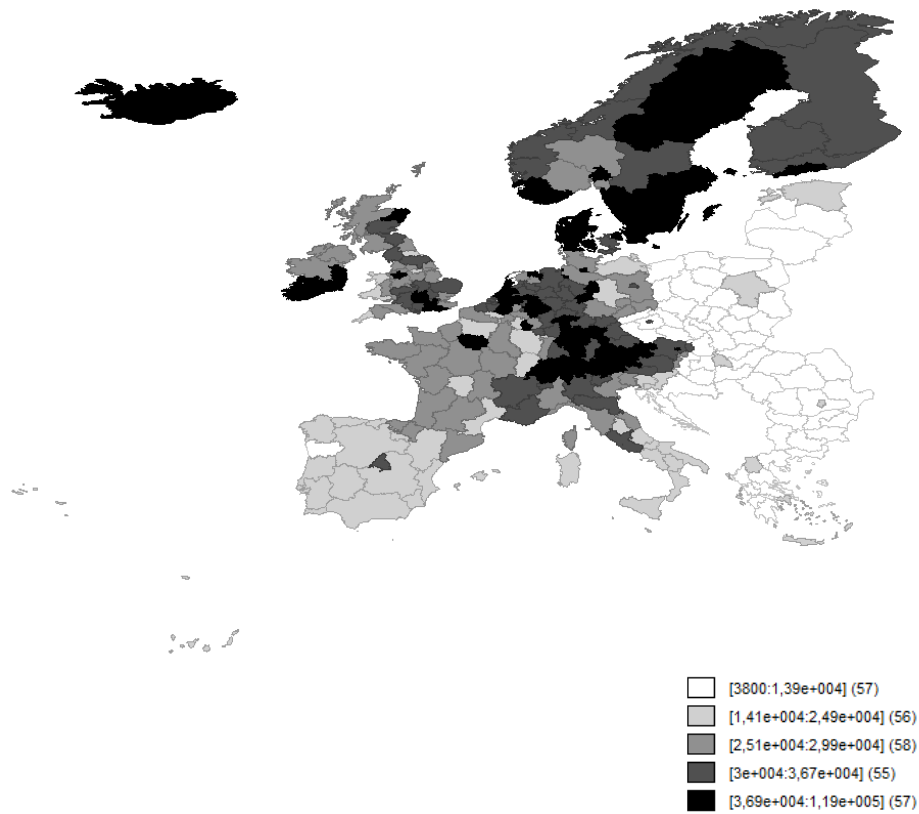 [3800:1,39e+004] (57)
[1,41e+004:2,49e+004] (56)
[2,51e+004:2,99e+004] (58)
[3e+004:3,67e+004] (55)
[3,69e+004:1,19e+005] (57)